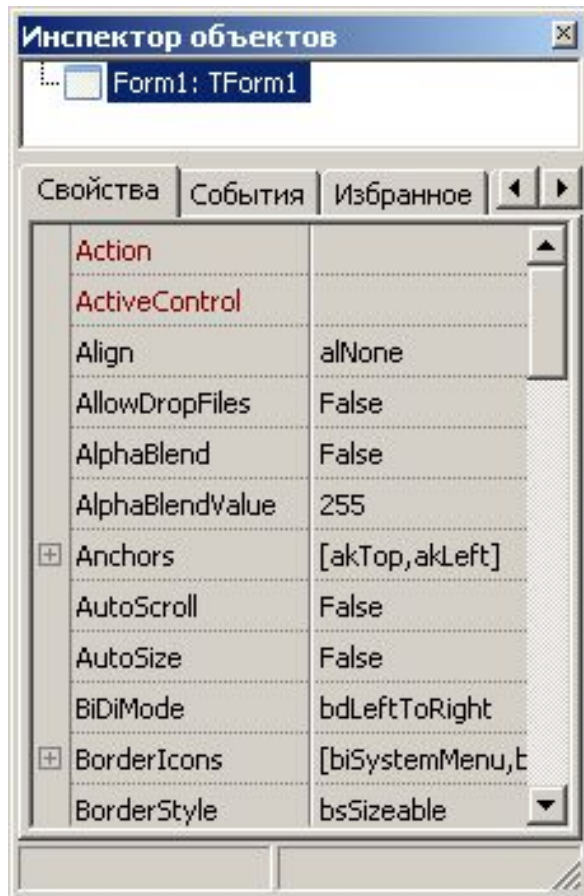 Инспектор объектов
Form1: TForm1
Свойства События Избранное
Action
ActiveControl
Align alNone
AllowDropFiles False
AlphaBlend False
AlphaBlendValue 255
Anchors [akTop,akLeft]
AutoScroll False
AutoSize False
BiDiMode bdLeftToRight
BorderIcons [biSystemMenu,b
BorderStyle bsSizeable